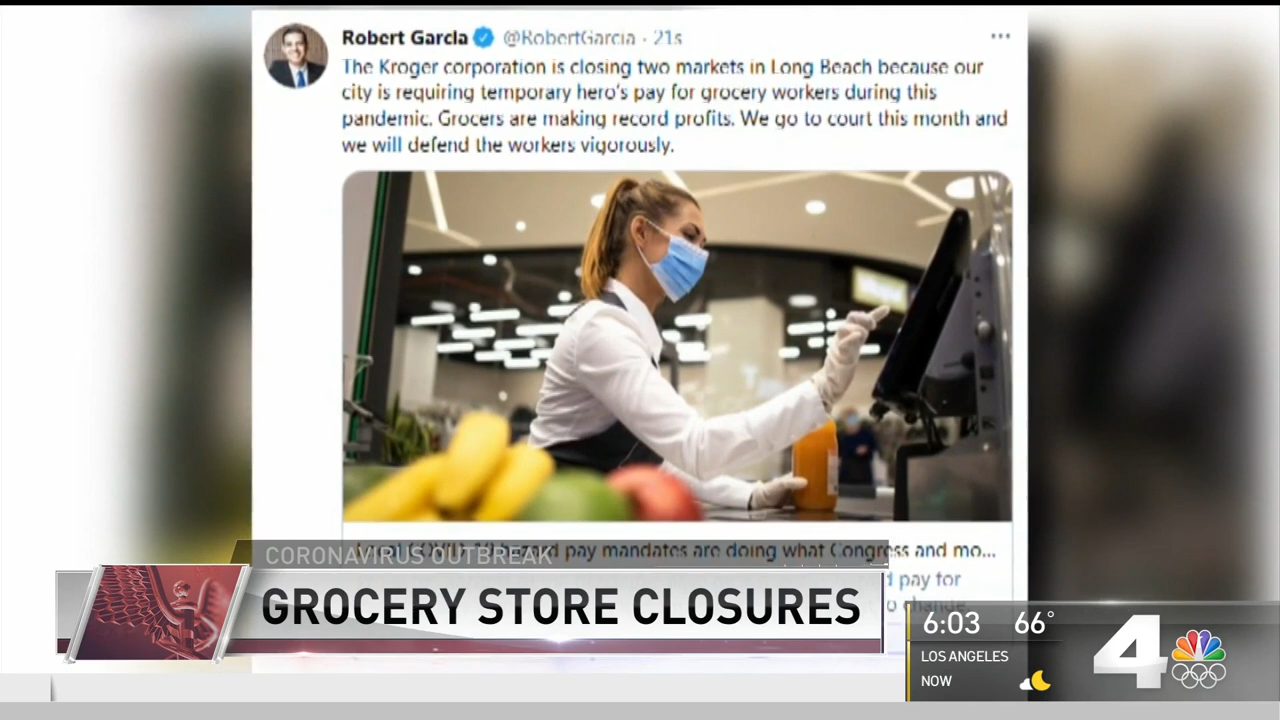 Robert Garcia @RobertGarcia · 21s
The Kroger corporation is closing two markets in Long Beach because our
city is requiring temporary hero's pay for grocery workers during this
pandemic. Grocers are making record profits. We go to court this month and
we will defend the workers vigorously.
pay mandates are doing what Congress and mo...
pay for
CORONAVIRUS OUTBREAK
GROCERY STORE CLOSURES
6:03 66°
LOS ANGELES
NOW
4